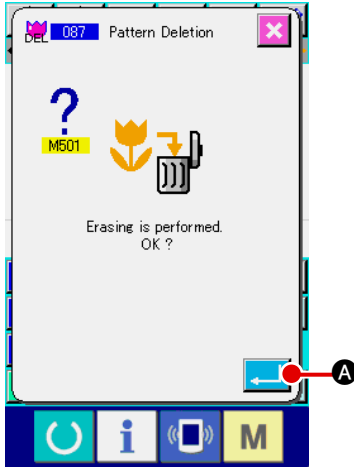 DEL 087 Pattern Deletion
?
M501
Erasing is performed.
OK ?
A
i M